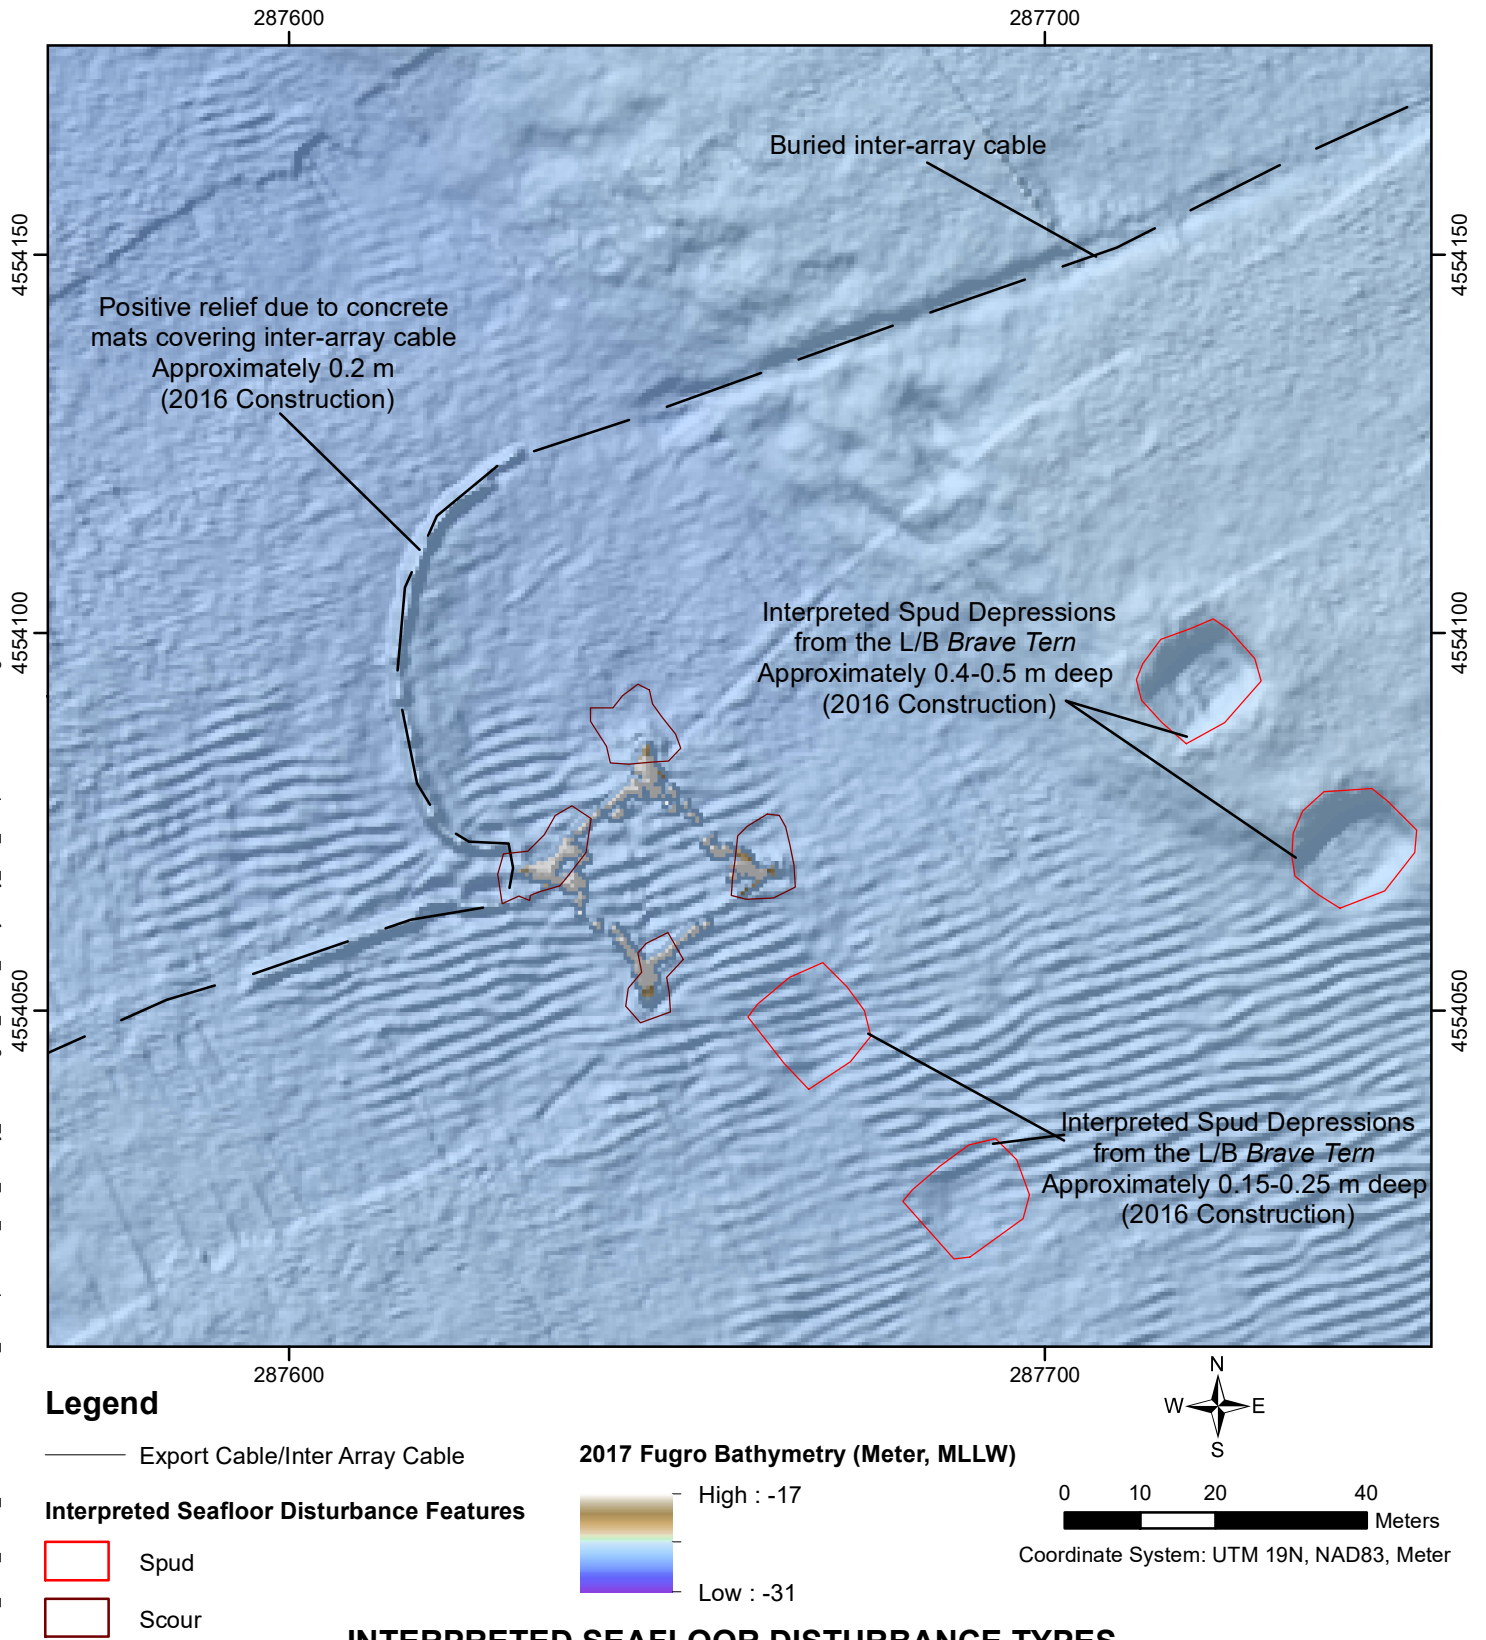 287600
287700
Buried inter-array cable
4554150
4554150
Positive relief due to concrete
mats covering inter-array cable
Approximately 0.2 m
(2016 Construction)
4554100
4554100
Interpreted Spud Depressions
from the L/B Brave Tern
Approximately 0.4-0.5 m deep
(2016 Construction)
4554050
4554050
Interpreted Spud Depressions
from the L/B Brave Tern
Approximately 0.15-0.25 m deep
(2016 Construction)
287600
287700
N
W
E
S
Legend
Export Cable/Inter Array Cable
Interpreted Seafloor Disturbance Features
Spud
Scour
2017 Fugro Bathymetry (Meter, MLLW)
High : -17
Low : -31
0 10 20 40
Meters
Coordinate System: UTM 19N, NAD83, Meter
INTERPRETED SEAFLOOR DISTURBANCE TYPES